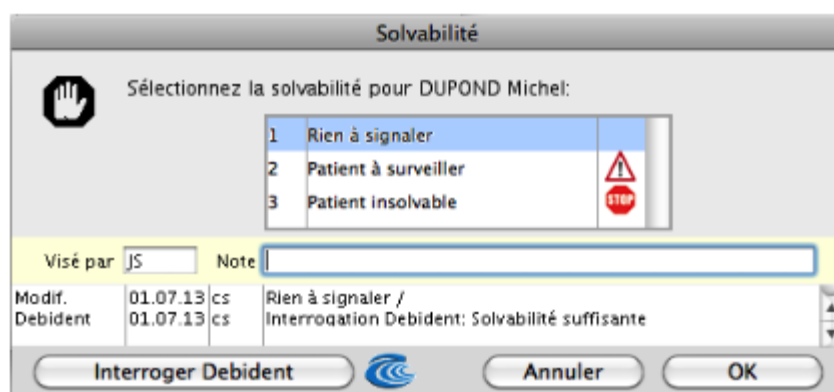 Solvabilité
Sélectionnez la solvabilité pour DUPOND Michel:
1 Rien à signaler
2 Patient à surveiller
3 Patient insolvable STOP
Visé par JS Note
Modif. 01.07.13 cs Rien à signaler /
Debident 01.07.13 cs Interrogation Debident: Solvabilité suffisante
Interroger Debident Annuler OK